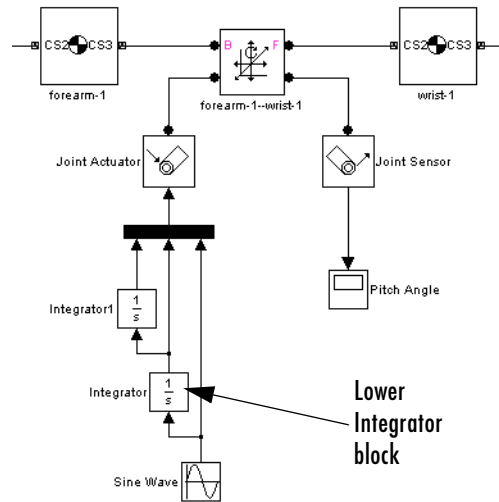 CS2 CS3
B C F
CS2 CS3
forearm-1
forearm-1--wrist-1
wrist-1
Joint Actuator
Joint Sensor
Integrator1
1
s
Pitch Angle
Integrator
1
s
Lower
Integrator
block
Sine Wave